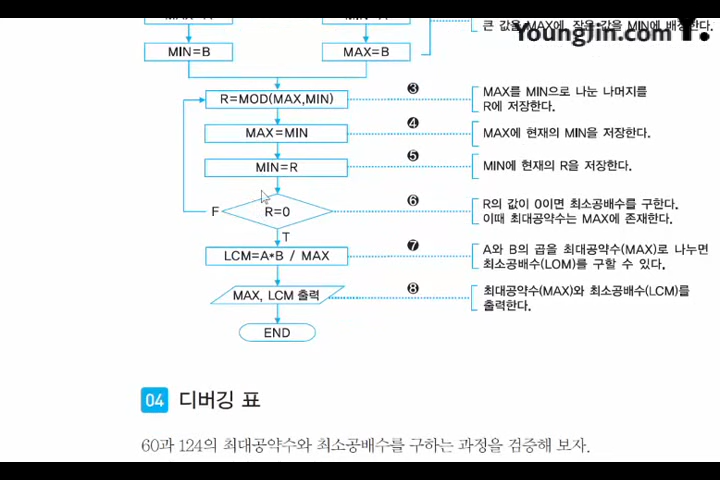 큰 값을 MAX에, 작은 값을 MIN에 배정한다.
Youngjin.com Y.
MIN=B
MAX=B
③
R=MOD(MAX,MIN)
MAX를 MIN으로 나눈 나머지를
R에 저장한다.
④
MAX=MIN
MAX에 현재의 MIN을 저장한다.
⑤
MIN=R
MIN에 현재의 R을 저장한다.
⑥
F
R=0
R의 값이 0이면 최소공배수를 구한다.
이때 최대공약수는 MAX에 존재한다.
T
⑦
LCM=A*B / MAX
A와 B의 곱을 최대공약수(MAX)로 나누면
최소공배수(LOM)를 구할 수 있다.
⑧
MAX, LCM 출력
최대공약수(MAX)와 최소공배수(LCM)를
출력한다.
END
04 디버깅 표
60과 124의 최대공약수와 최소공배수를 구하는 과정을 검증해 보자.